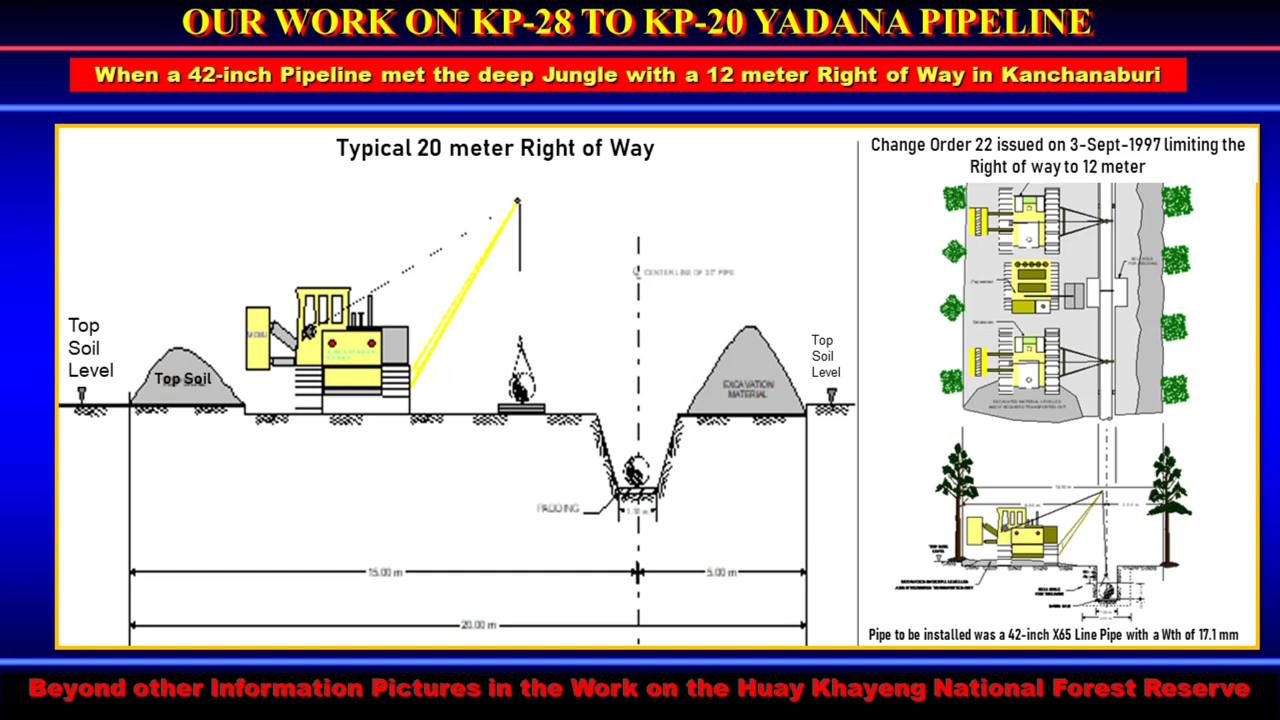 OUR WORK ON KP-28 TO KP-20 YADANA PIPELINE
When a 42-inch Pipeline met the deep Jungle with a 12 meter Right of Way in Kanchanaburi
Typical 20 meter Right of Way
CENTER LINE OF
Top
Soil
Level
Top Soil
EXCAVATION
MATERIAL
Top
Soil
Level
PADDING
15.00 m
5.00 m
20.00 m
Change Order 22 issued on 3-Sept-1997 limiting the
Right of way to 12 meter
Pipe to be installed was a 42-inch X65 Line Pipe with a Wth of 17.1 mm
Beyond other Information Pictures in the Work on the Huay Khayeng National Forest Reserve